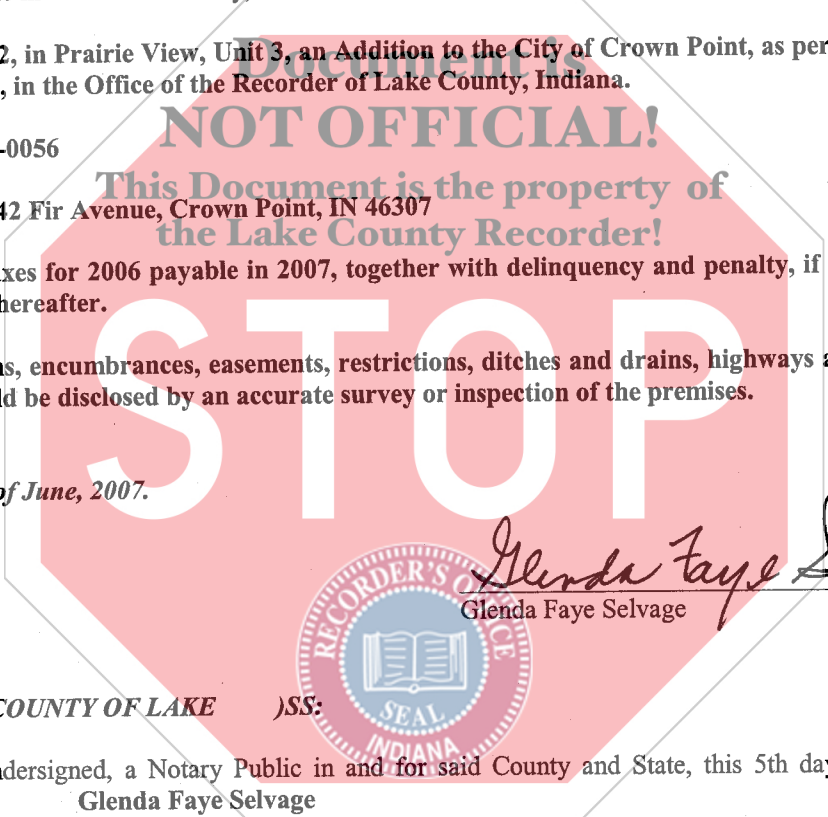 2, in Prairie View, Unit 3, an Addition to the City of Crown Point, as per
, in the Office of the Recorder of Lake County, Indiana.
Document is
NOT OFFICIAL!
-0056
This Document is the property of
42 Fir Avenue, Crown Point, IN 46307
the Lake County Recorder!
xes for 2006 payable in 2007, together with delinquency and penalty, if
hereafter.
STOP
s, encumbrances, easements, restrictions, ditches and drains, highways a
d be disclosed by an accurate survey or inspection of the premises.
of June, 2007.
Glenda Faye S
Glenda Faye Selvage
RECORDER'S OFFICE
SEAL
INDIANA
COUNTY OF LAKE )SS:
dersigned, a Notary Public in and for said County and State, this 5th day
Glenda Faye Selvage